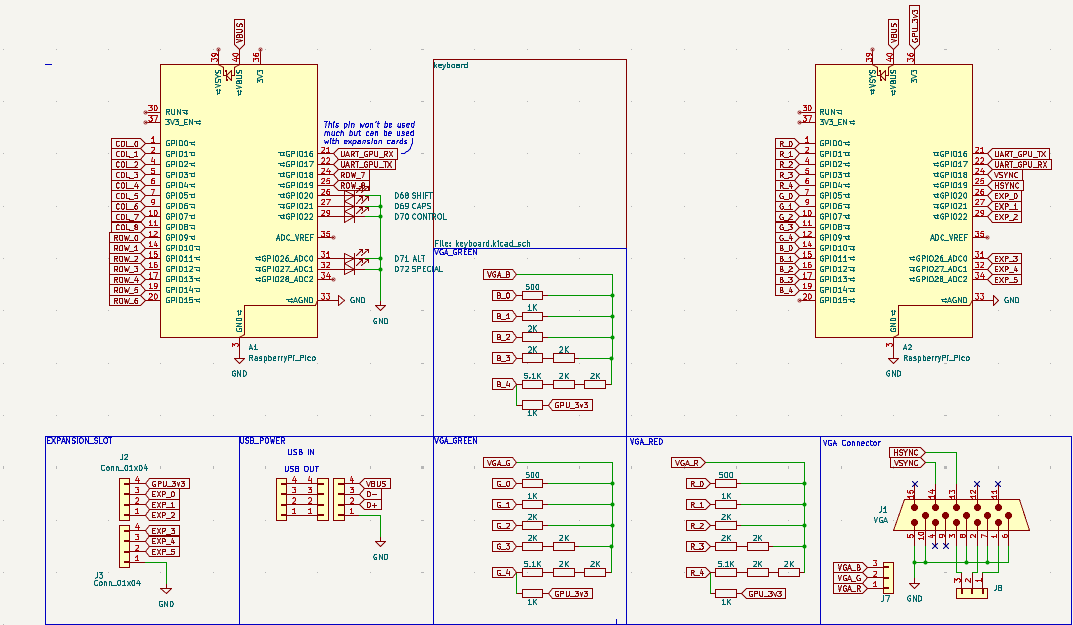 VBUS
39
40
36
VSYS
VBUS
3V3
30
RUN
37
3V3_EN
COL_0 1 GPIO0
COL_1 2 GPIO1
COL_2 4 GPIO2
COL_3 5 GPIO3
COL_4 6 GPIO4
COL_5 7 GPIO5
COL_6 9 GPIO6
COL_7 10 GPIO7
COL_8 11 GPIO8
ROW_0 12 GPIO9
ROW_1 14 GPIO10
ROW_2 15 GPIO11
ROW_3 16 GPIO12
ROW_4 17 GPIO13
ROW_5 19 GPIO14
ROW_6 20 GPIO15
This pin won't be used
much but can be used
with expansion cards
GPIO16 21 UART_GPU_RX
GPIO17 22 UART_GPU_TX
GPIO18 24 ROW_7
GPIO19 25
GPIO20 26 D68 SHIFT
GPIO21 27 D69 CAPS
GPIO22 29 D70 CONTROL
ADC_VREF 35
GPIO26_ADC0 31 D71 ALT
GPIO27_ADC1 32 D72 SPECIAL
GPIO28_ADC2 34
AGND 33 GND
GND
GND
3
A1
RaspberryPi_Pico
GND
keyboard
File: keyboard.kicad_sch
VGA_GREEN
VGA_B
B_0 500
B_1 1K
B_2 2K
B_3 2K 2K
B_4 5.1K 2K 2K
1K GPU_3v3
VBUS
GPU_3v3
39
40
36
VSYS
VBUS
3V3
30
RUN
37
3V3_EN
R_0 1 GPIO0
R_1 2 GPIO1
R_2 4 GPIO2
R_3 5 GPIO3
R_4 6 GPIO4
G_0 7 GPIO5
G_1 9 GPIO6
G_2 10 GPIO7
G_3 11 GPIO8
G_4 12 GPIO9
B_0 14 GPIO10
B_1 15 GPIO11
B_2 16 GPIO12
B_3 17 GPIO13
B_4 19 GPIO14
20 GPIO15
GPIO16 21 UART_GPU_TX
GPIO17 22 UART_GPU_RX
GPIO18 24 VSYNC
GPIO19 25 HSYNC
GPIO20 26 EXP_0
GPIO21 27 EXP_1
GPIO22 29 EXP_2
ADC_VREF 35
GPIO26_ADC0 31 EXP_3
GPIO27_ADC1 32 EXP_4
GPIO28_ADC2 34 EXP_5
AGND 33 GND
GND
3
A2
RaspberryPi_Pico
GND
EXPANSION_SLOT
J2
Conn_01x04
4 GPU_3v3
3 EXP_0
2 EXP_1
1 EXP_2
4 EXP_3
3 EXP_4
2 EXP_5
1
J3
Conn_01x04
GND
USB_POWER
USB IN
USB OUT
4 4
3 3
2 2
1 1
4 VBUS
3 D-
2 D+
1
GND
VGA_GREEN
VGA_G
G_0 500
G_1 1K
G_2 2K
G_3 2K 2K
G_4 5.1K 2K 2K
1K GPU_3v3
VGA_RED
VGA_R
R_0 500
R_1 1K
R_2 2K
R_3 2K 2K
R_4 5.1K 2K 2K
1K GPU_3v3
VGA Connector
HSYNC
VSYNC
16 14 13 12 11
J1
VGA
5 10 4 9 3 8 2 7 1 6
VGA_B 3
VGA_G 2
VGA_R 1
J7
GND
3 2 1
J8